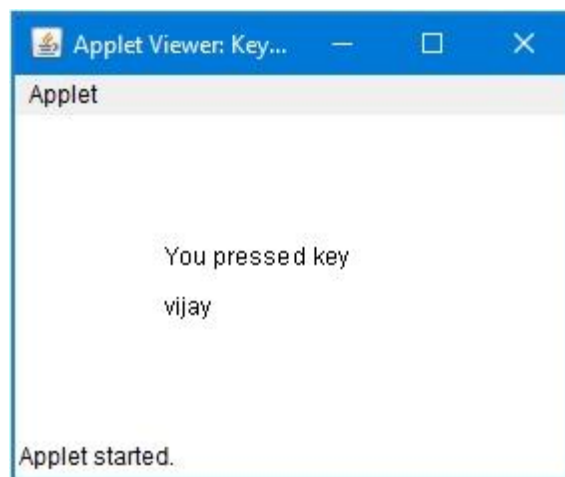 Applet Viewer: Key...
Applet
You pressed key
vijay
Applet started.